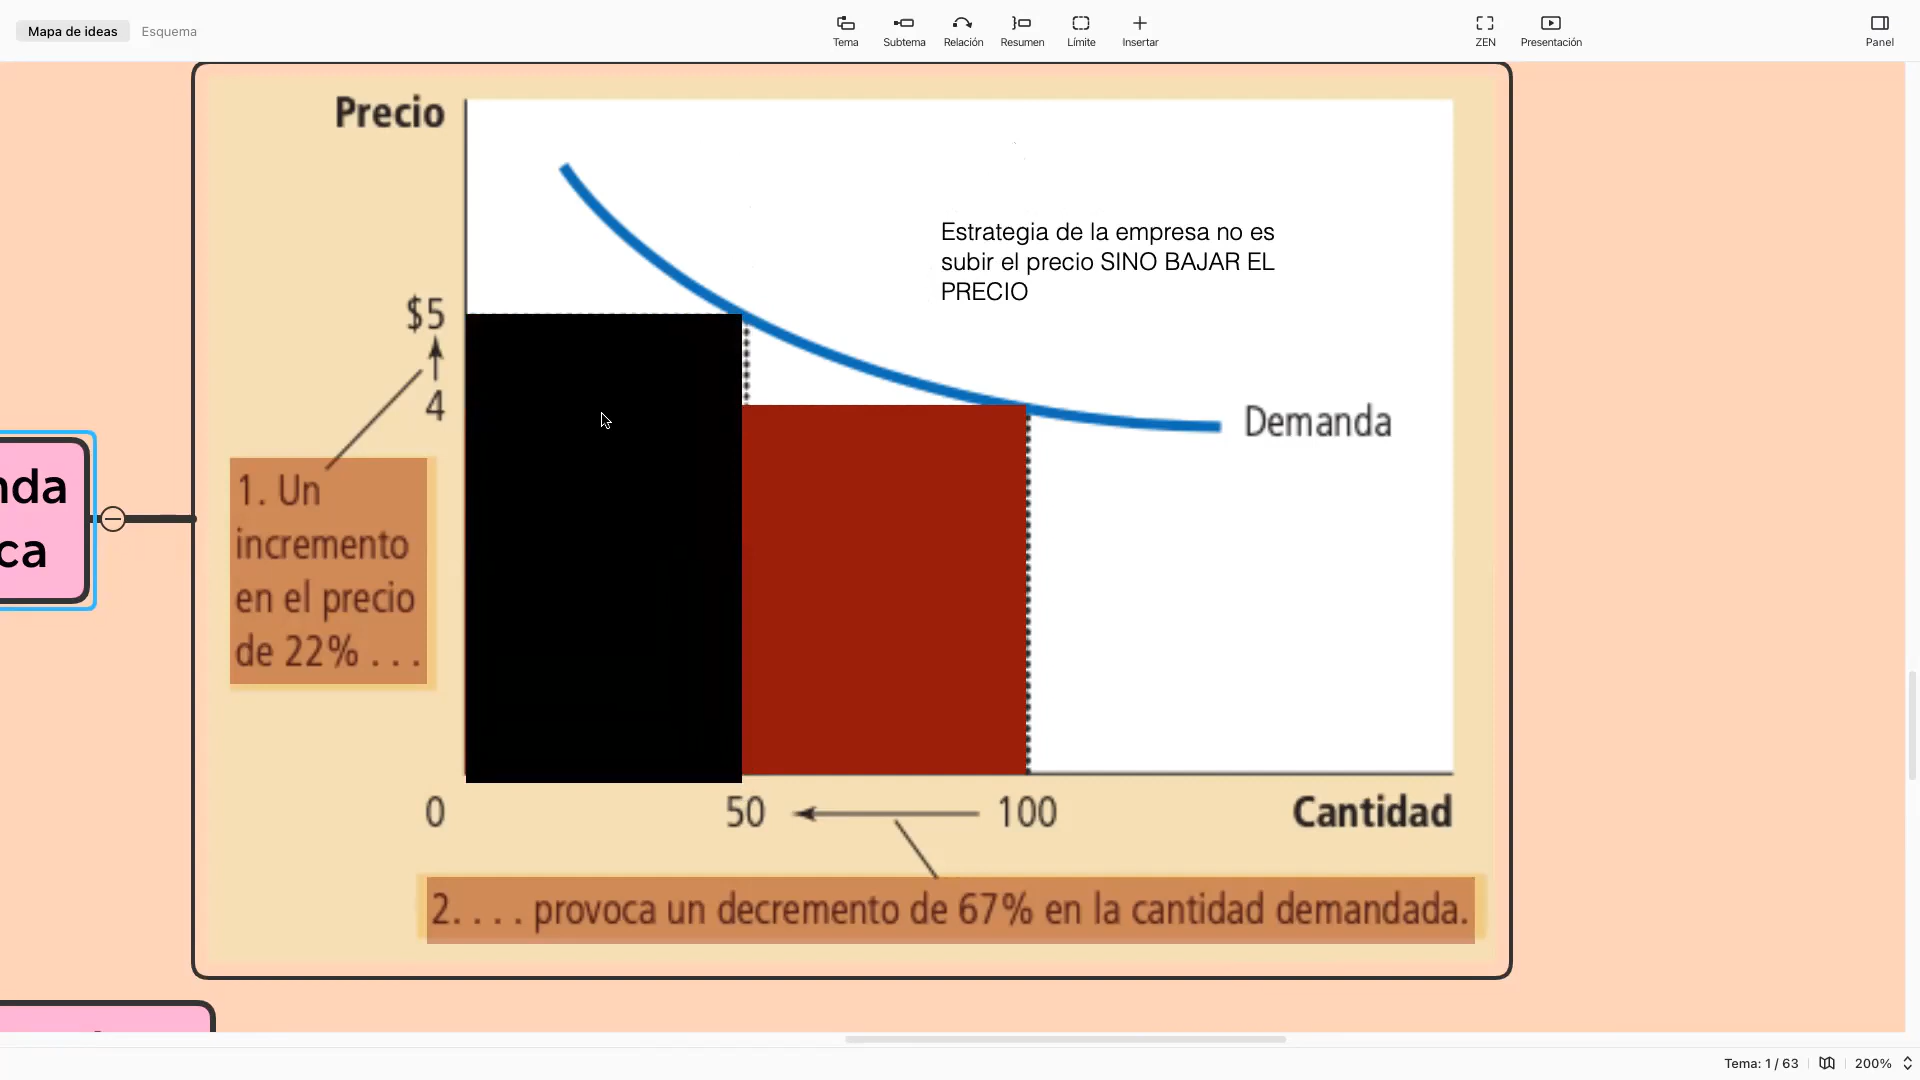 Mapa de ideas
Esquema
Tema
Subtema
Relación
Resumen
Límite
Insertar
ZEN
Presentación
Panel
Precio
Estrategia de la empresa no es
subir el precio SINO BAJAR EL
PRECIO
$5
4
Demanda
1. Un
incremento
en el precio
de 22% . . .
nda
ca
0
50
100
Cantidad
2. . . . provoca un decremento de 67% en la cantidad demandada.
Tema: 1 / 63
200%